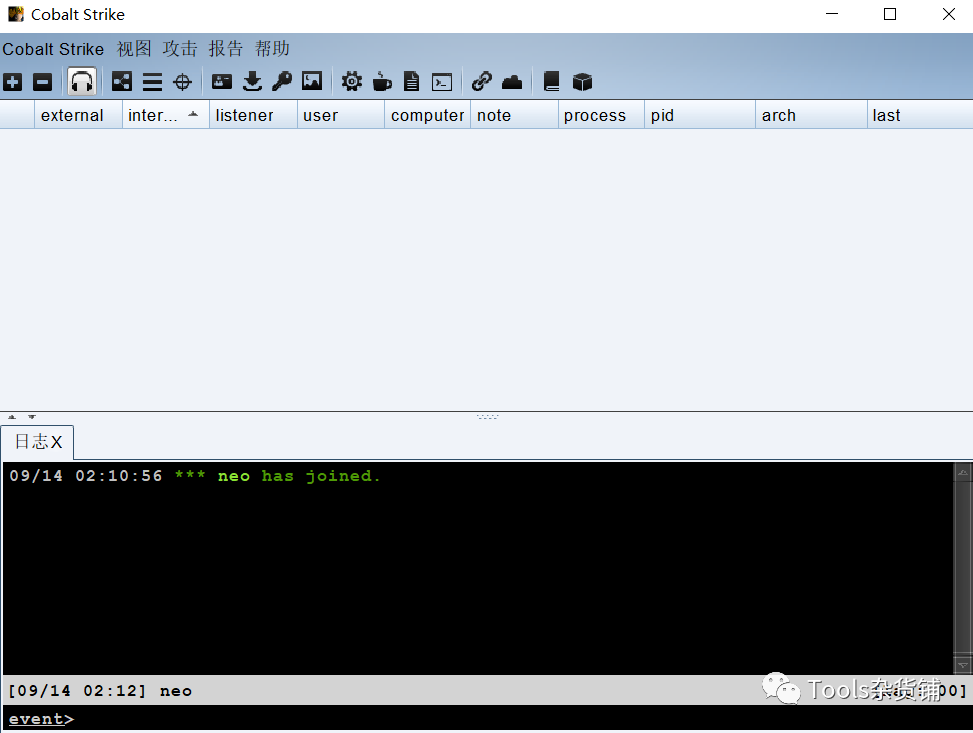 Cobalt Strike
Cobalt Strike 视图 攻击 报告 帮助
external inter... listener user computer note process pid arch last
日志X
09/14 02:10:56 *** neo has joined.
[09/14 02:12] neo 00]
Tools杂货铺
event>